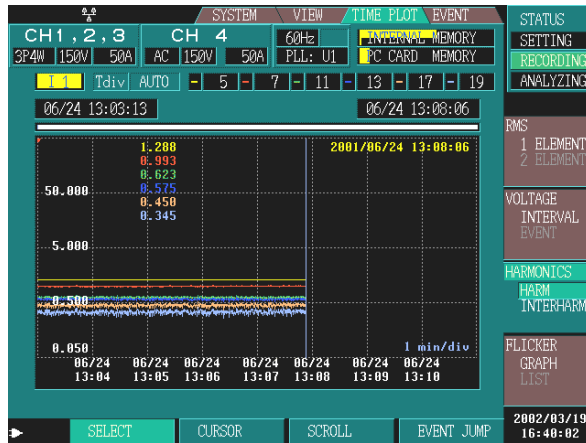 SYSTEM VIEW TIME PLOT EVENT
CH1,2,3 CH 4 60Hz INTERNAL MEMORY
3P4W 150V 50A AC 150V 50A PLL: U1 PC CARD MEMORY
I 1 Tdiv AUTO - 5 - 7 - 11 - 13 - 17 - 19
06/24 13:03:13 06/24 13:08:06
1.288 2001/06/24 13:08:06
0.993
0.623
0.575
0.450
0.345
50.000
5.000
0.500
0.050 1 min/div
06/24 06/24 06/24 06/24 06/24 06/24 06/24
13:04 13:05 13:06 13:07 13:08 13:09 13:10
STATUS
SETTING
RECORDING
ANALYZING
RMS
1 ELEMENT
2 ELEMENT
VOLTAGE
INTERVAL
EVENT
HARMONICS
HARM
INTERHARM
FLICKER
GRAPH
LIST
2002/03/19
16:40:02
SELECT CURSOR SCROLL EVENT JUMP